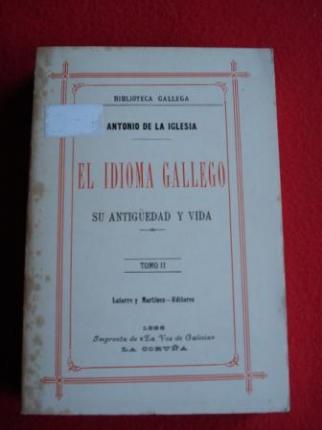 BIBLIOTECA GALLEGA
ANTONIO DE LA IGLESIA
EL IDIOMA GALLEGO
SU ANTIGÜEDAD Y VIDA
TOMO II
Latorre y Martínez—Editores
1886
Imprenta de «La Voz de Galicia»
LA CORUÑA